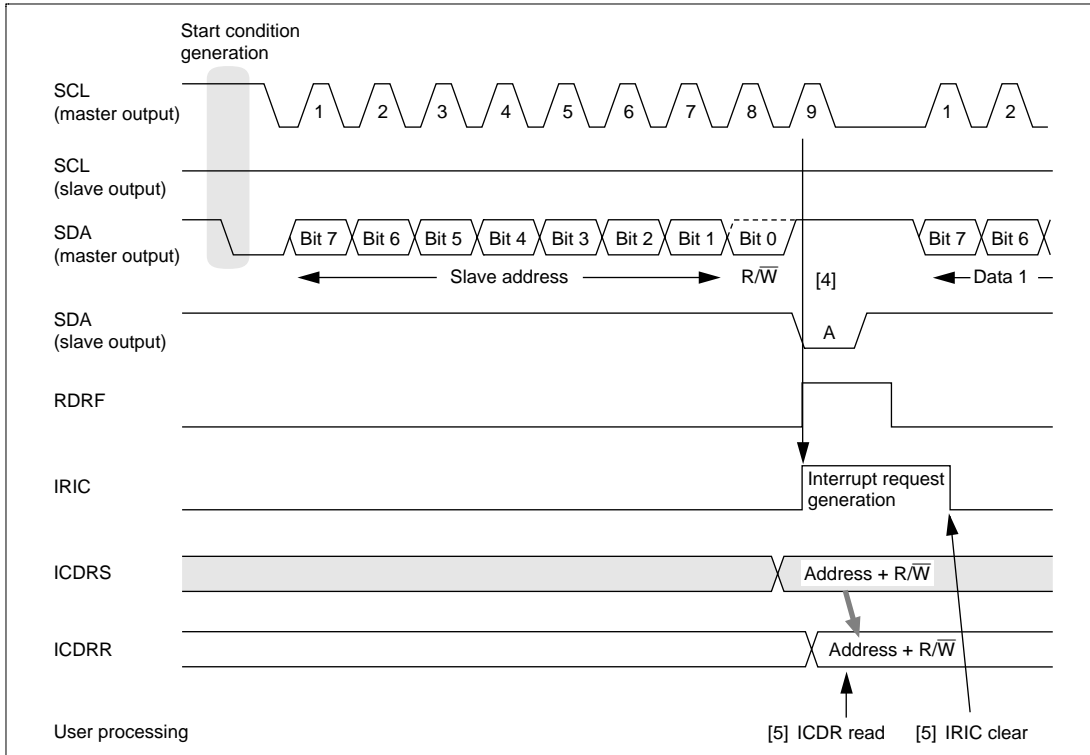 Start condition
generation
SCL
(master output)
1 2 3 4 5 6 7 8 9 1 2
SCL
(slave output)
SDA
(master output)
Bit 7 Bit 6 Bit 5 Bit 4 Bit 3 Bit 2 Bit 1 Bit 0 Bit 7 Bit 6
Slave address R/W̅ [4] Data 1
SDA
(slave output)
A
RDRF
IRIC
Interrupt request
generation
ICDRS
Address + R/W̅
ICDRR
Address + R/W̅
User processing
[5] ICDR read [5] IRIC clear